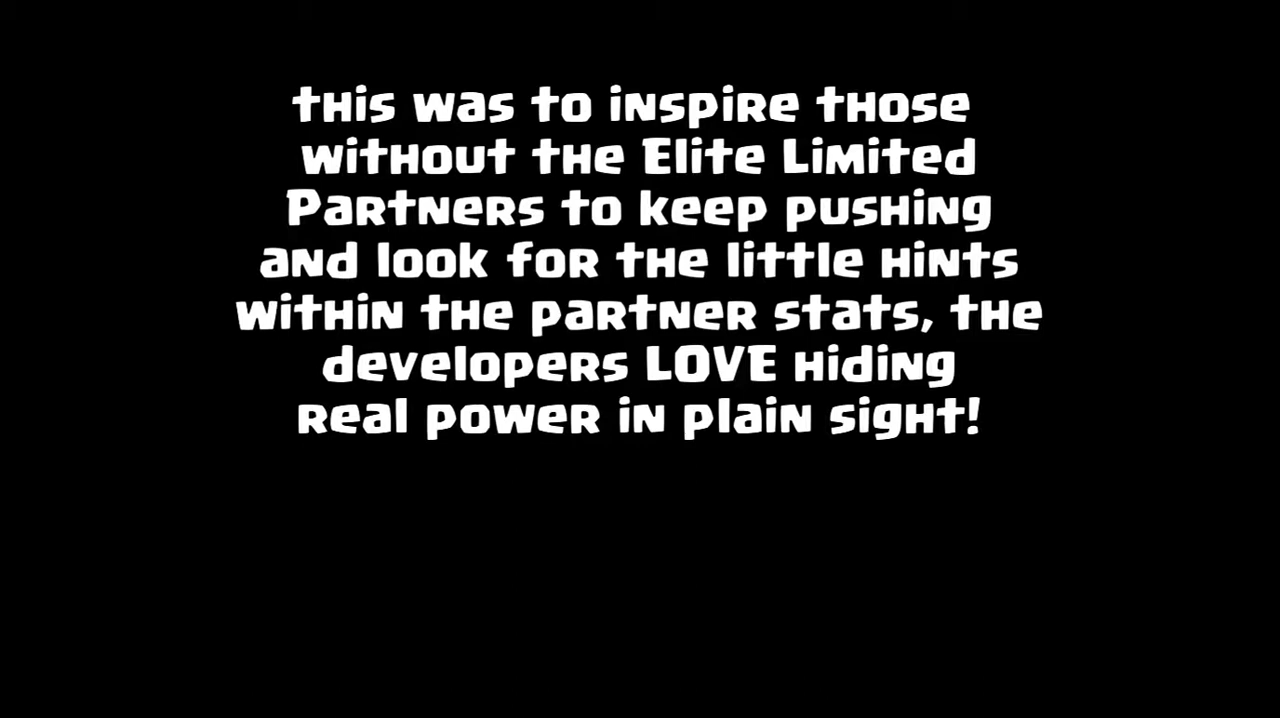 this was to inspire those
without the Elite Limited
Partners to keep pushing
and look for the little hints
within the partner stats, the
developers LOVE hiding
real power in plain sight!